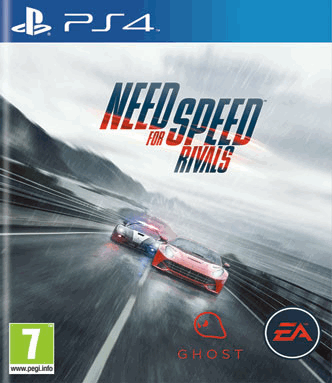 PS4
NEED
FOR
SPEED
RIVALS
7
www.pegi.info
GHOST
EA